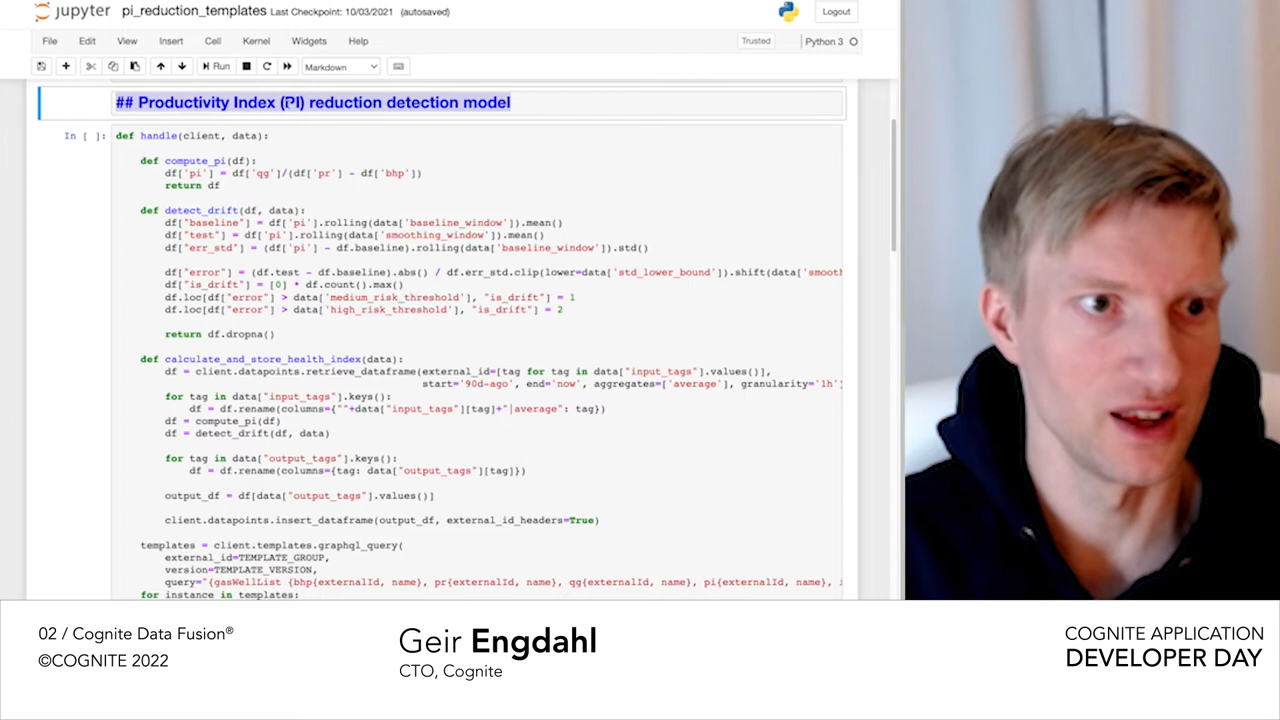 jupyter pi_reduction_templates Last Checkpoint: 10/03/2021 (autosaved) Logout
File Edit View Insert Cell Kernel Widgets Help Trusted Python 3
Run Markdown
## Productivity Index (PI) reduction detection model
In [ ]: def handle(client, data):
def compute_pi(df):
df['pi'] = df['qg']/(df['pr'] - df['bhp'])
return df
def detect_drift(df, data):
df["baseline"] = df['pi'].rolling(data['baseline_window']).mean()
df["test"] = df['pi'].rolling(data['smoothing_window']).mean()
df["err_std"] = (df['pi'] - df.baseline).rolling(data['baseline_window']).std()
df["error"] = (df.test - df.baseline).abs() / df.err_std.clip(lower=data['std_lower_bound']).shift(data['smooth
df["is_drift"] = [0] * df.count().max()
df.loc[df["error"] > data['medium_risk_threshold'], "is_drift"] = 1
df.loc[df["error"] > data['high_risk_threshold'], "is_drift"] = 2
return df.dropna()
def calculate_and_store_health_index(data):
df = client.datapoints.retrieve_dataframe(external_id=[tag for tag in data["input_tags"].values()],
start='90d-ago', end='now', aggregates=['average'], granularity='1h')
for tag in data["input_tags"].keys():
df = df.rename(columns={""+data["input_tags"][tag]+"|average": tag})
df = compute_pi(df)
df = detect_drift(df, data)
for tag in data["output_tags"].keys():
df = df.rename(columns={tag: data["output_tags"][tag]})
output_df = df[data["output_tags"].values()]
client.datapoints.insert_dataframe(output_df, external_id_headers=True)
templates = client.templates.graphql_query(
external_id=TEMPLATE_GROUP,
version=TEMPLATE_VERSION,
query="{gasWellList {bhp{externalId, name}, pr{externalId, name}, qg{externalId, name}, pi{externalId, name},
for instance in templates:
02 / Cognite Data Fusion®
©COGNITE 2022
Geir Engdahl
CTO, Cognite
COGNITE APPLICATION
DEVELOPER DAY